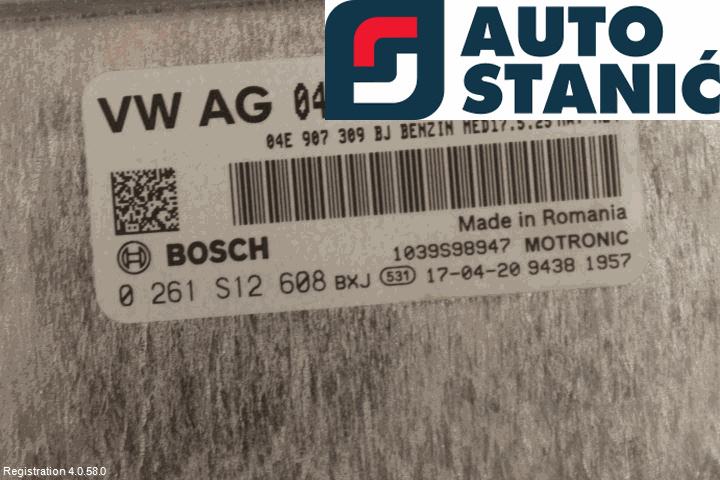 AUTO
STANIĆ
VW AG 04
04E 907 309 BJ BENZIN MED17.5.25
Made in Romania
BOSCH
1039S98947 MOTRONIC
0 261 S12 608 BXJ 531 17-04-20 9438 1957
Registration 4.0.58.0